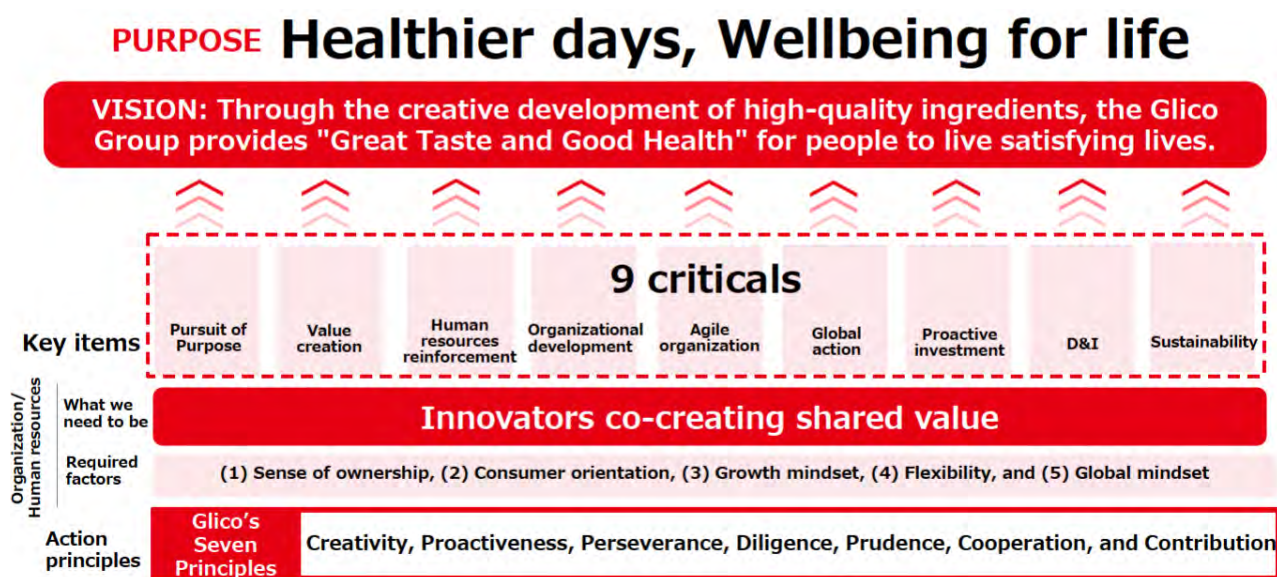 PURPOSE Healthier days, Wellbeing for life
VISION: Through the creative development of high-quality ingredients, the Glico
Group provides "Great Taste and Good Health" for people to live satisfying lives.
9 criticals
Key items
Pursuit of
Purpose
Value
creation
Human
resources
reinforcement
Organizational
development
Agile
organization
Global
action
Proactive
investment
D&I
Sustainability
Organization/
Human resources
What we
need to be
Innovators co-creating shared value
Required
factors
(1) Sense of ownership, (2) Consumer orientation, (3) Growth mindset, (4) Flexibility, and (5) Global mindset
Action
principles
Glico's
Seven
Principles
Creativity, Proactiveness, Perseverance, Diligence, Prudence, Cooperation, and Contribution